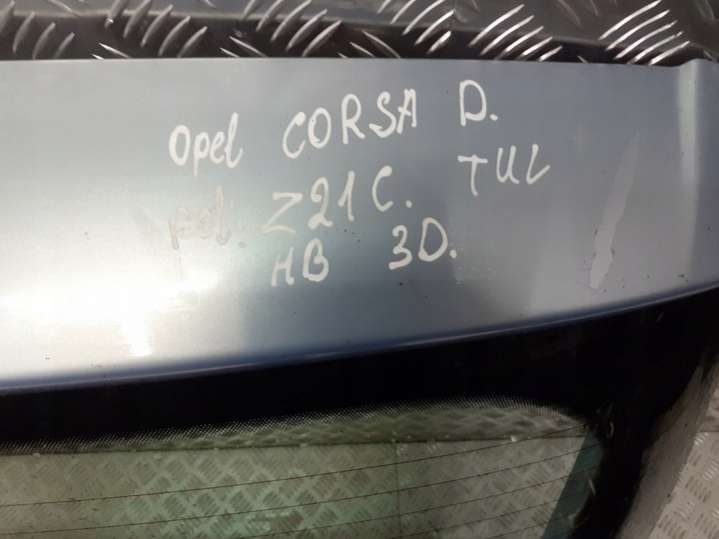 Opel CORSA D.
Z21C. TUL
HB 3D.